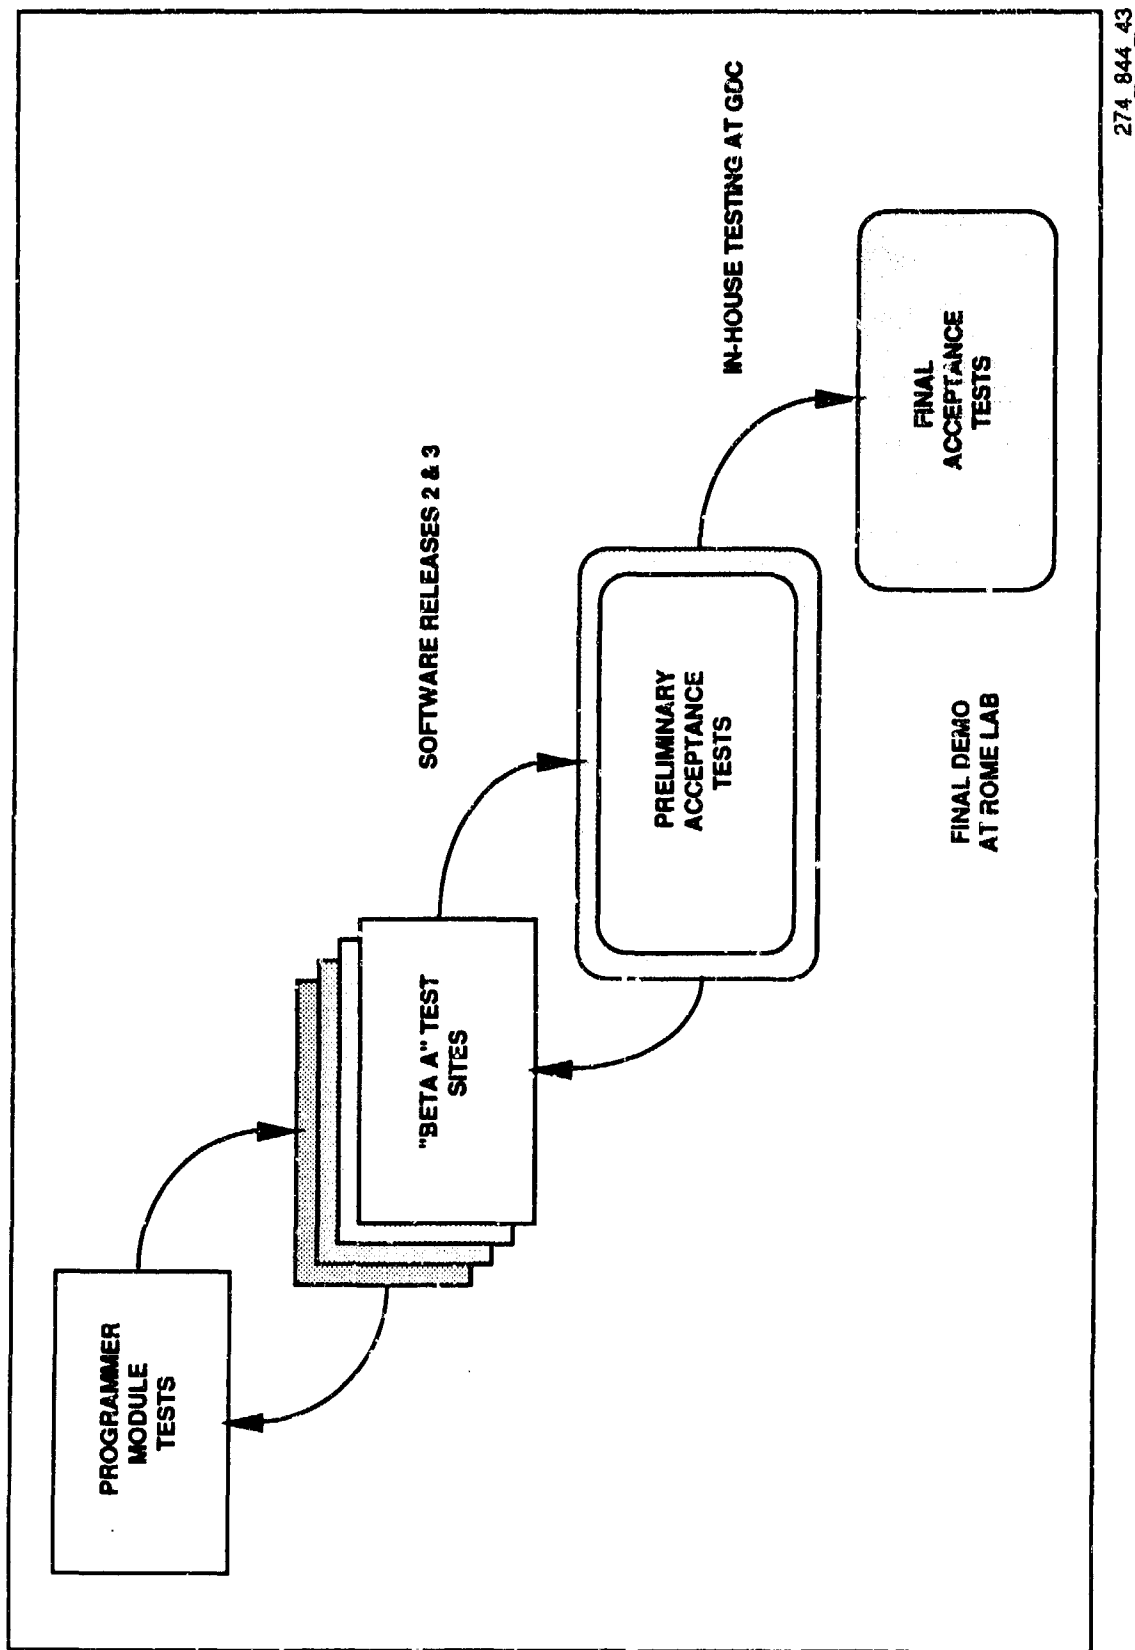 PROGRAMMER
MODULE
TESTS
"BETA A" TEST
SITES
SOFTWARE RELEASES 2 & 3
PRELIMINARY
ACCEPTANCE
TESTS
IN-HOUSE TESTING AT GDC
FINAL
ACCEPTANCE
TESTS
FINAL DEMO
AT ROME LAB
274_844_43